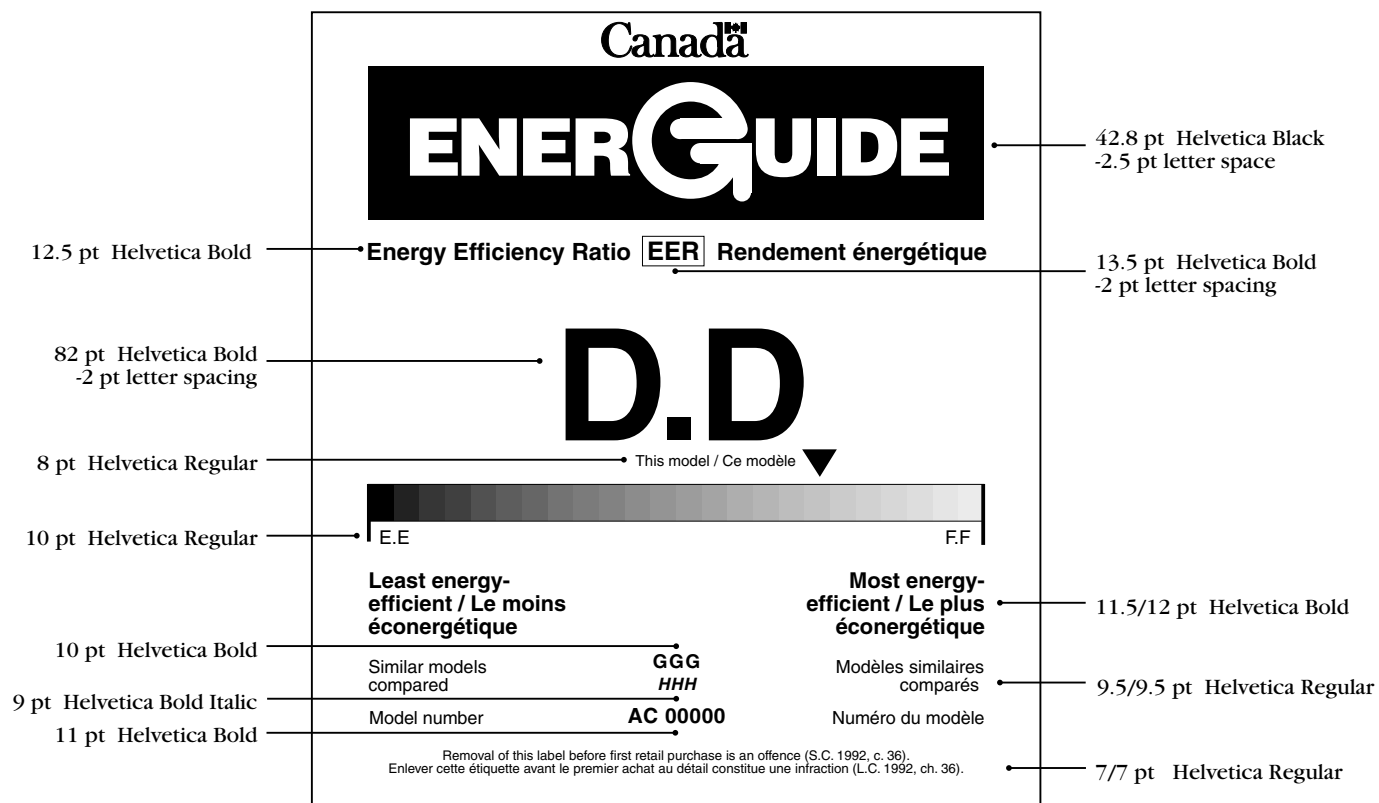 Canada
ENERGUIDE
42.8 pt Helvetica Black
-2.5 pt letter space
12.5 pt Helvetica Bold
Energy Efficiency Ratio EER Rendement énergétique
13.5 pt Helvetica Bold
-2 pt letter spacing
82 pt Helvetica Bold
-2 pt letter spacing
D.D
8 pt Helvetica Regular
This model / Ce modèle
10 pt Helvetica Regular
E.E F.F
Least energy-
efficient / Le moins
éconergétique
Most energy-
efficient / Le plus
éconergétique
11.5/12 pt Helvetica Bold
10 pt Helvetica Bold
Similar models
compared
GGG
HHH
Modèles similaires
comparés
9.5/9.5 pt Helvetica Regular
9 pt Helvetica Bold Italic
Model number AC 00000 Numéro du modèle
11 pt Helvetica Bold
Removal of this label before first retail purchase is an offence (S.C. 1992, c. 36).
Enlever cette étiquette avant le premier achat au détail constitue une infraction (L.C. 1992, ch. 36).
7/7 pt Helvetica Regular